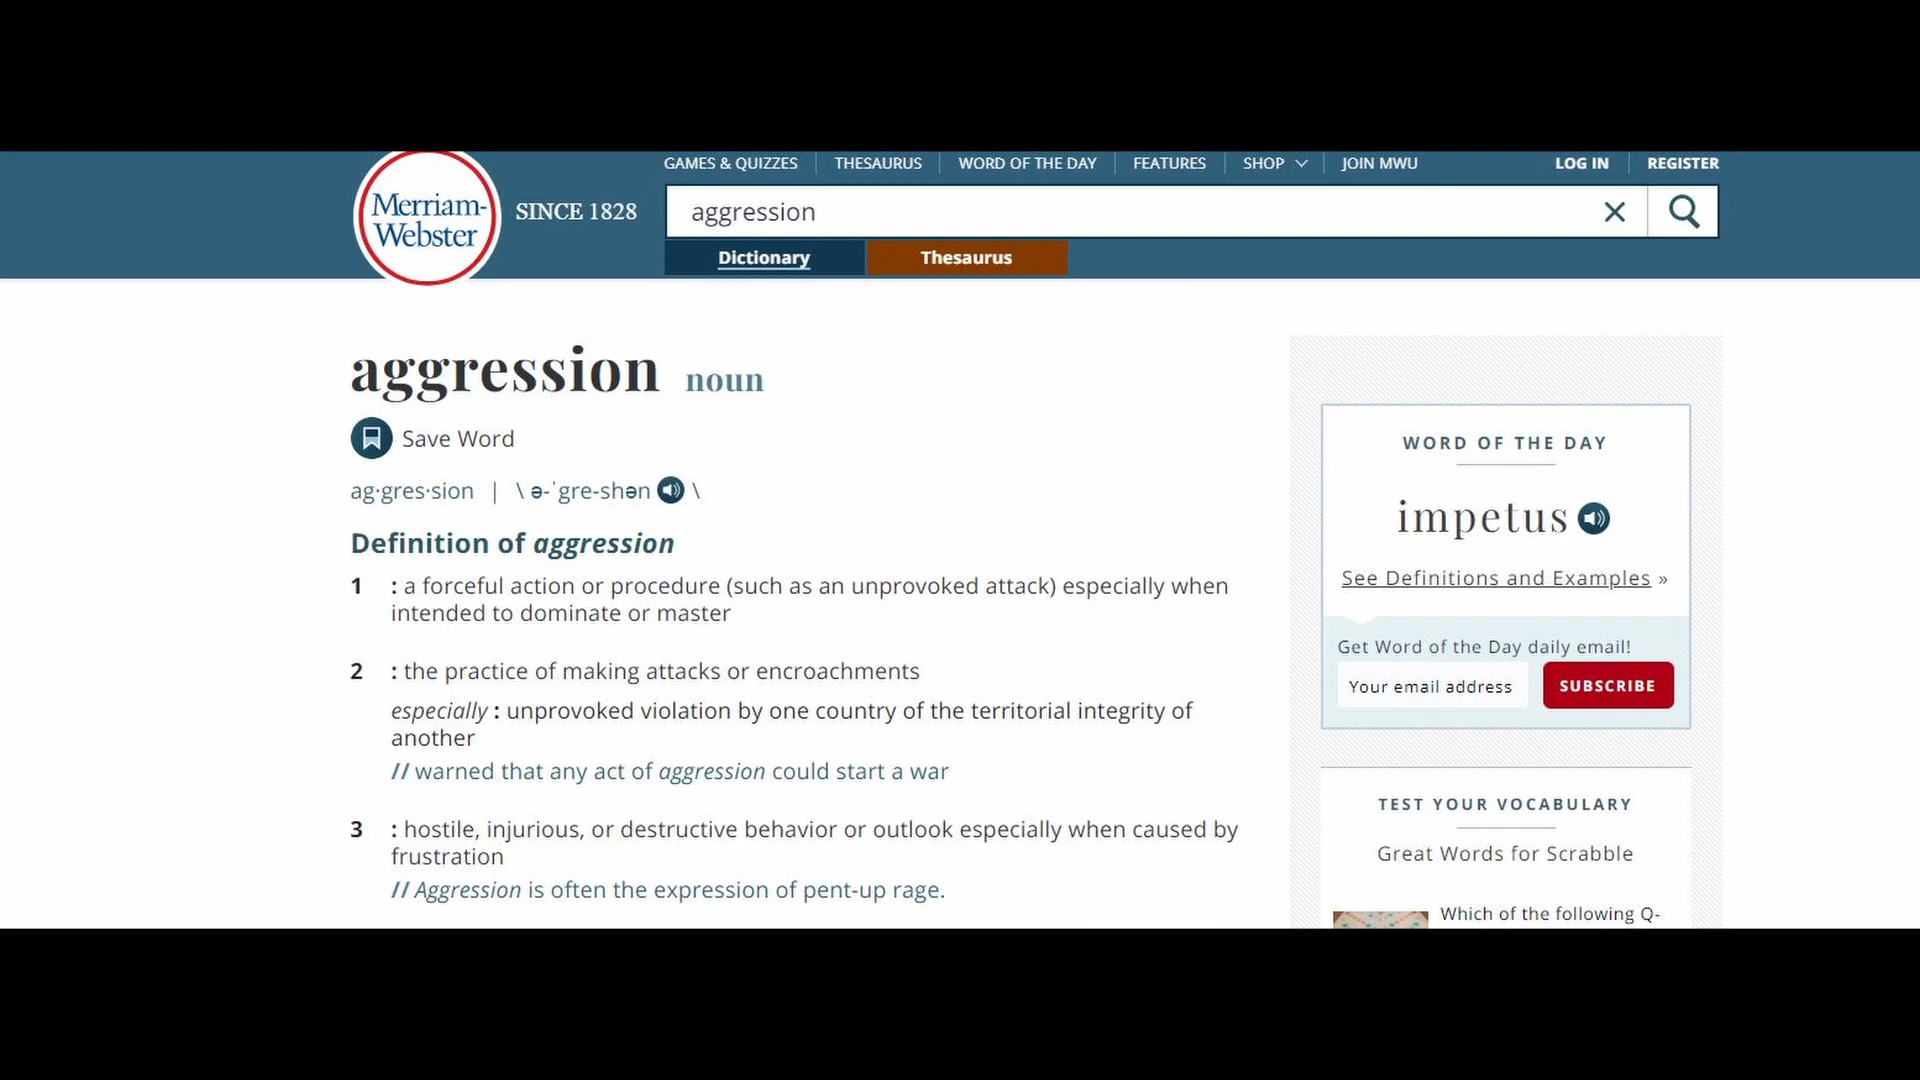 GAMES & QUIZZES THESAURUS WORD OF THE DAY FEATURES SHOP JOIN MWU LOG IN REGISTER
Merriam-
Webster
SINCE 1828
aggression
Dictionary Thesaurus
aggression noun
Save Word
ag·gres·sion | \ ə-ˈgre-shən \
Definition of aggression
1 : a forceful action or procedure (such as an unprovoked attack) especially when
intended to dominate or master
2 : the practice of making attacks or encroachments
especially : unprovoked violation by one country of the territorial integrity of
another
// warned that any act of aggression could start a war
3 : hostile, injurious, or destructive behavior or outlook especially when caused by
frustration
// Aggression is often the expression of pent-up rage.
WORD OF THE DAY
impetus
See Definitions and Examples »
Get Word of the Day daily email!
Your email address SUBSCRIBE
TEST YOUR VOCABULARY
Great Words for Scrabble
Which of the following Q-